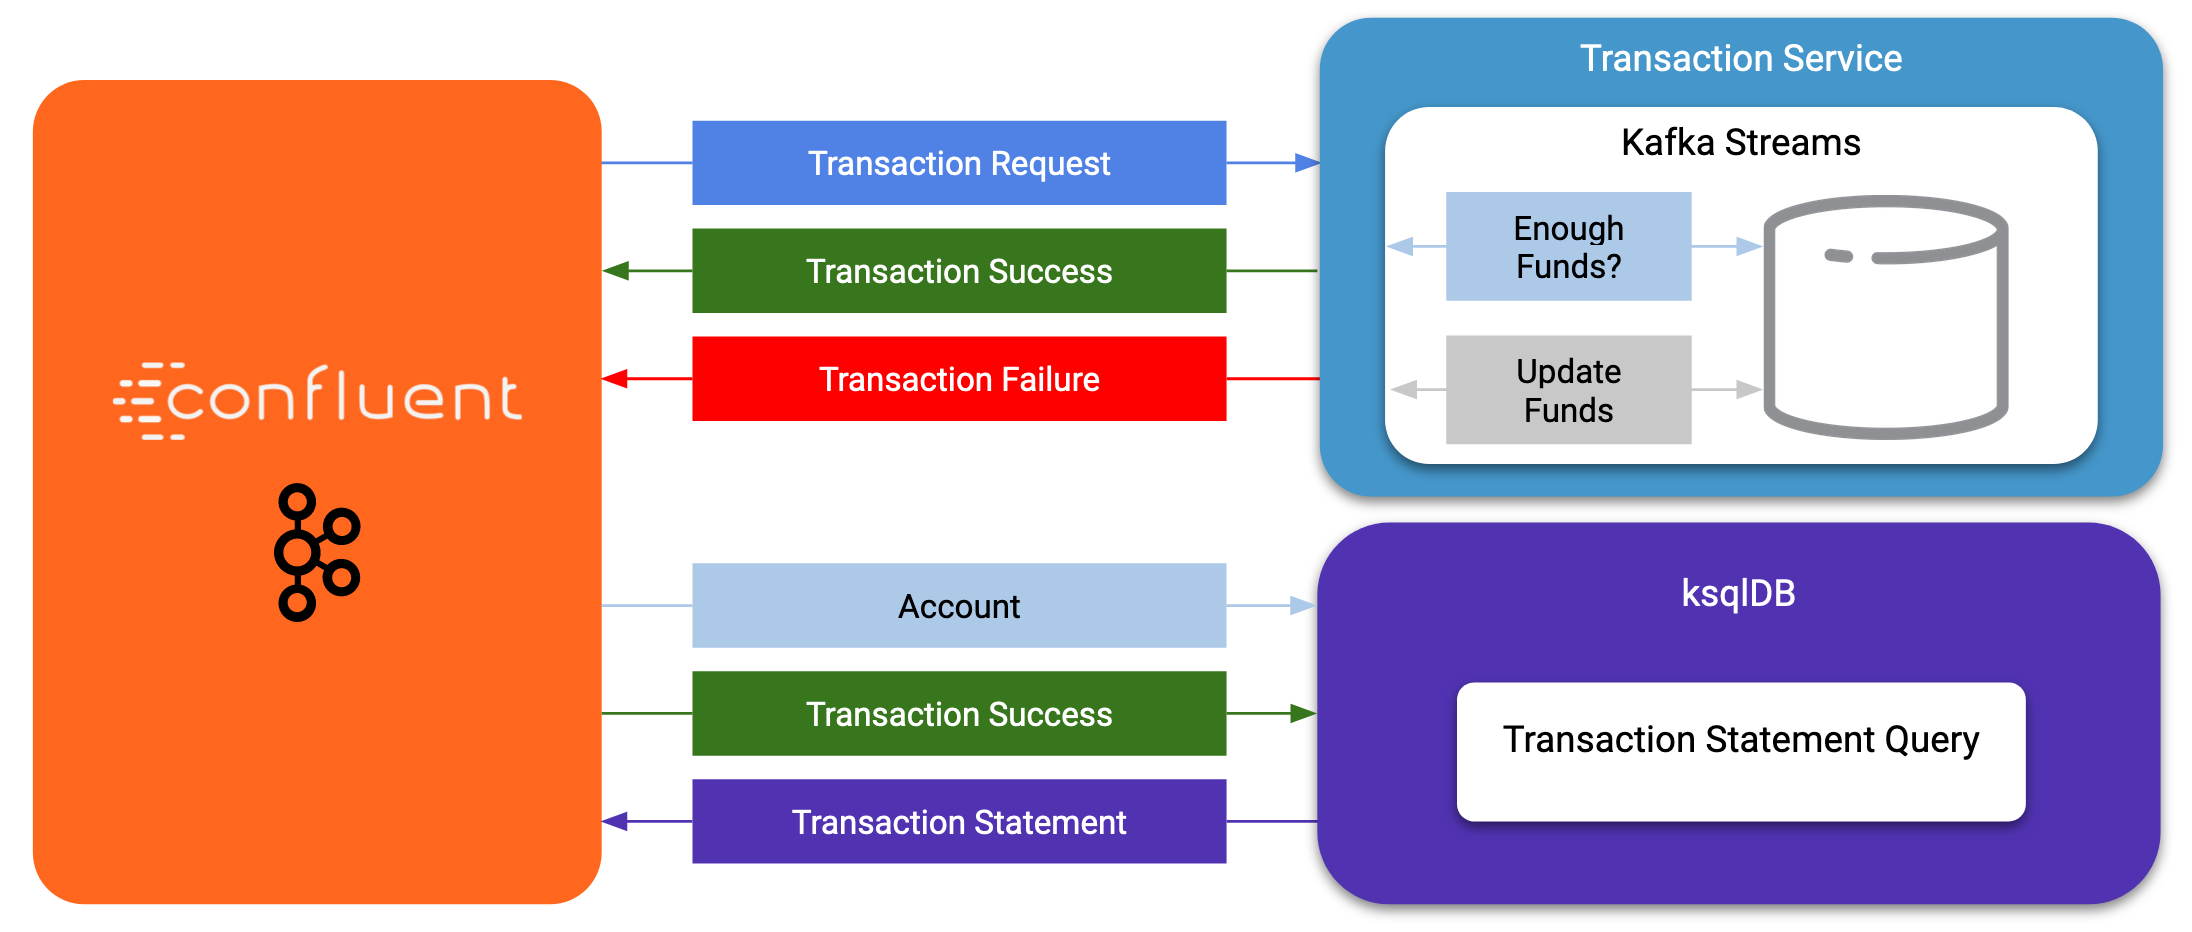 Transaction Service
Kafka Streams
Transaction Request
Enough
Funds?
Transaction Success
Update
Funds
Transaction Failure
confluent
ksqlDB
Account
Transaction Success
Transaction Statement Query
Transaction Statement